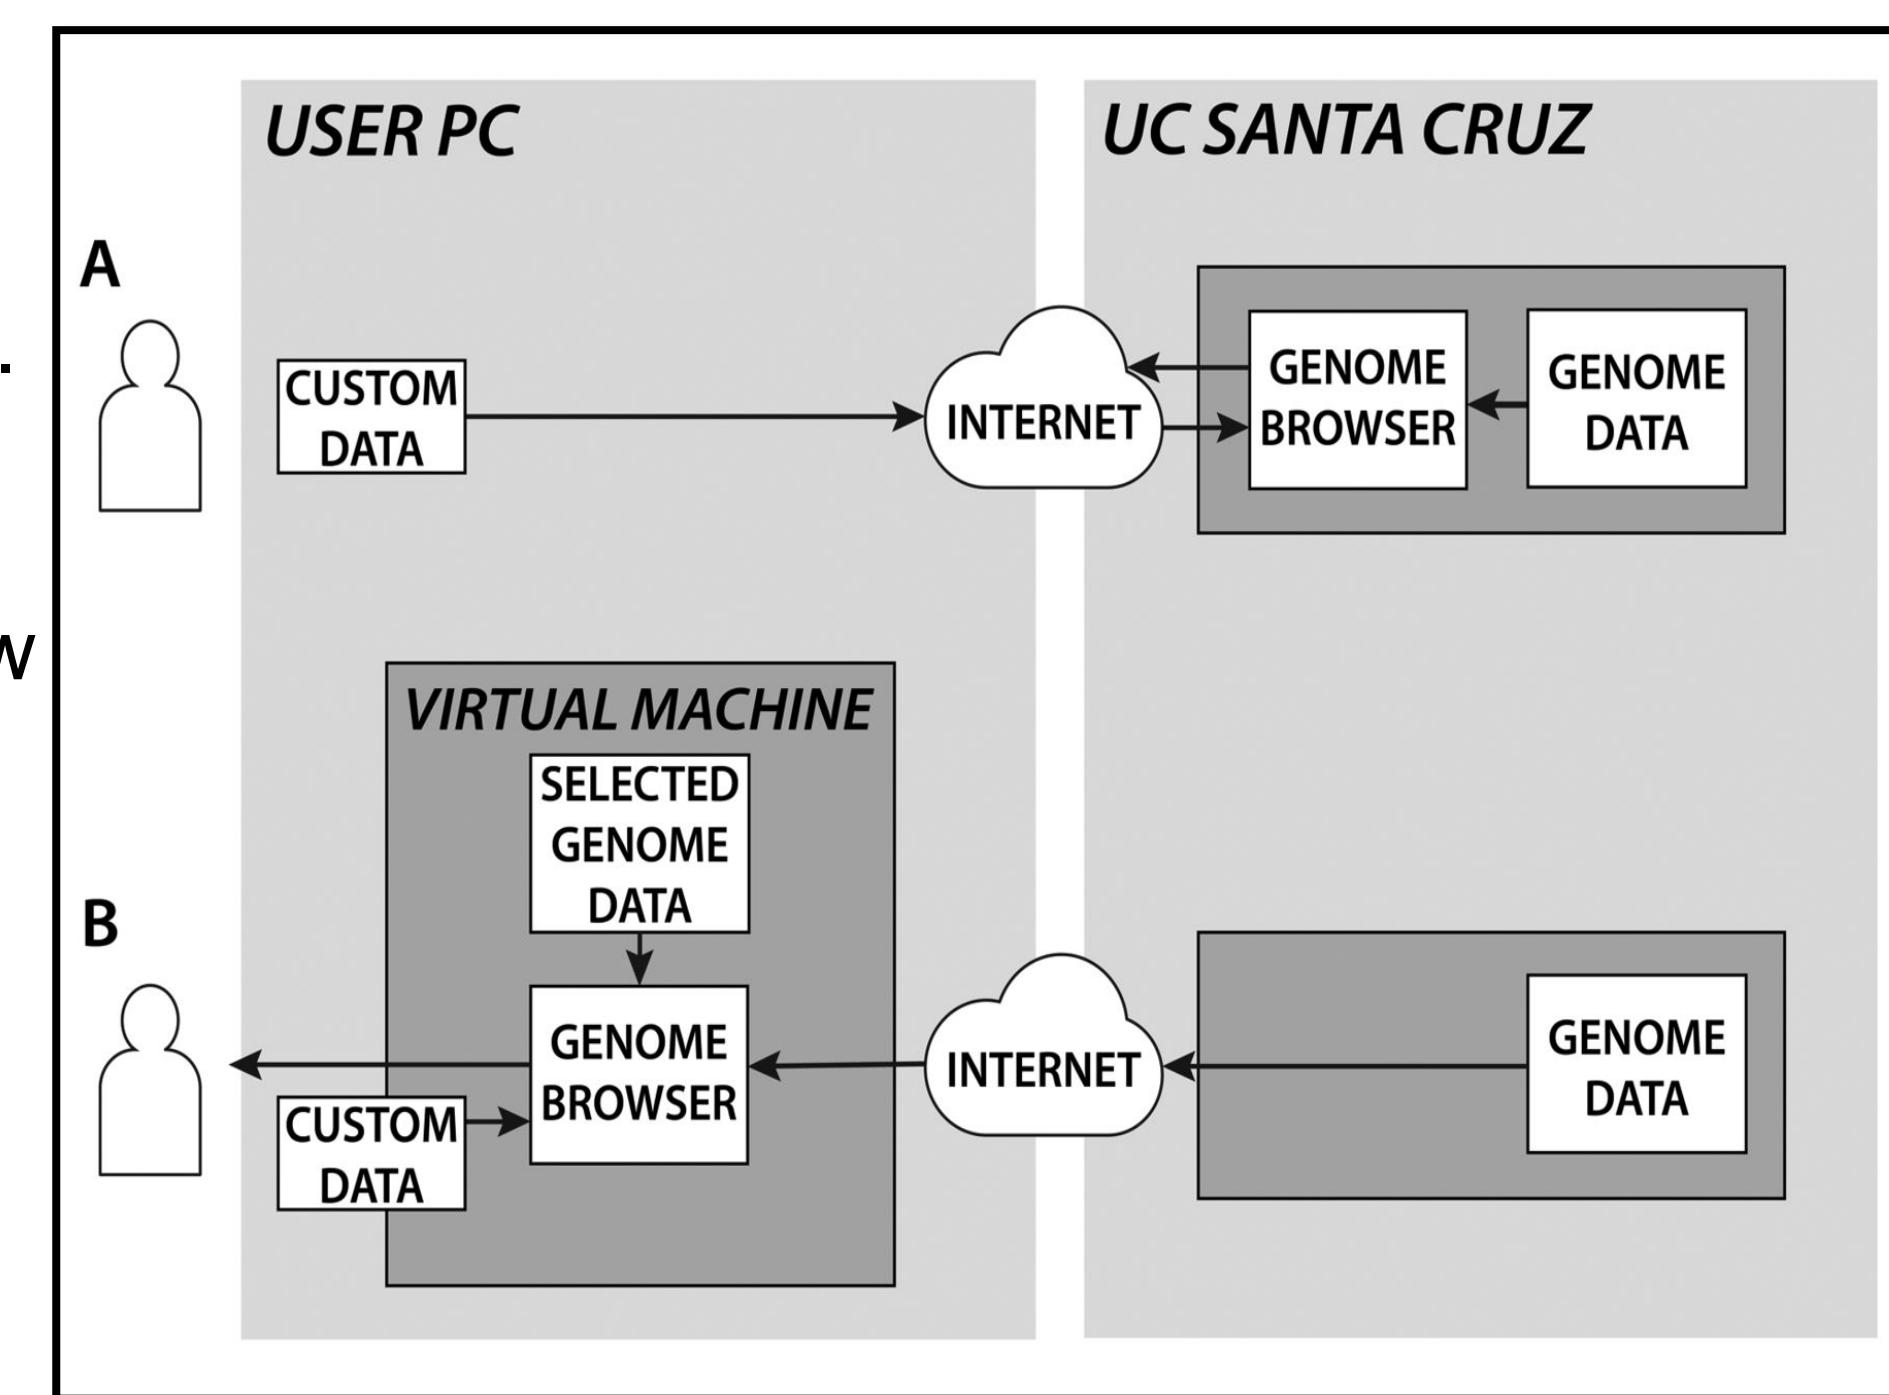 USER PC
UC SANTA CRUZ
A
CUSTOM
DATA
INTERNET
GENOME
BROWSER
GENOME
DATA
VIRTUAL MACHINE
SELECTED
GENOME
DATA
B
GENOME
BROWSER
CUSTOM
DATA
INTERNET
GENOME
DATA